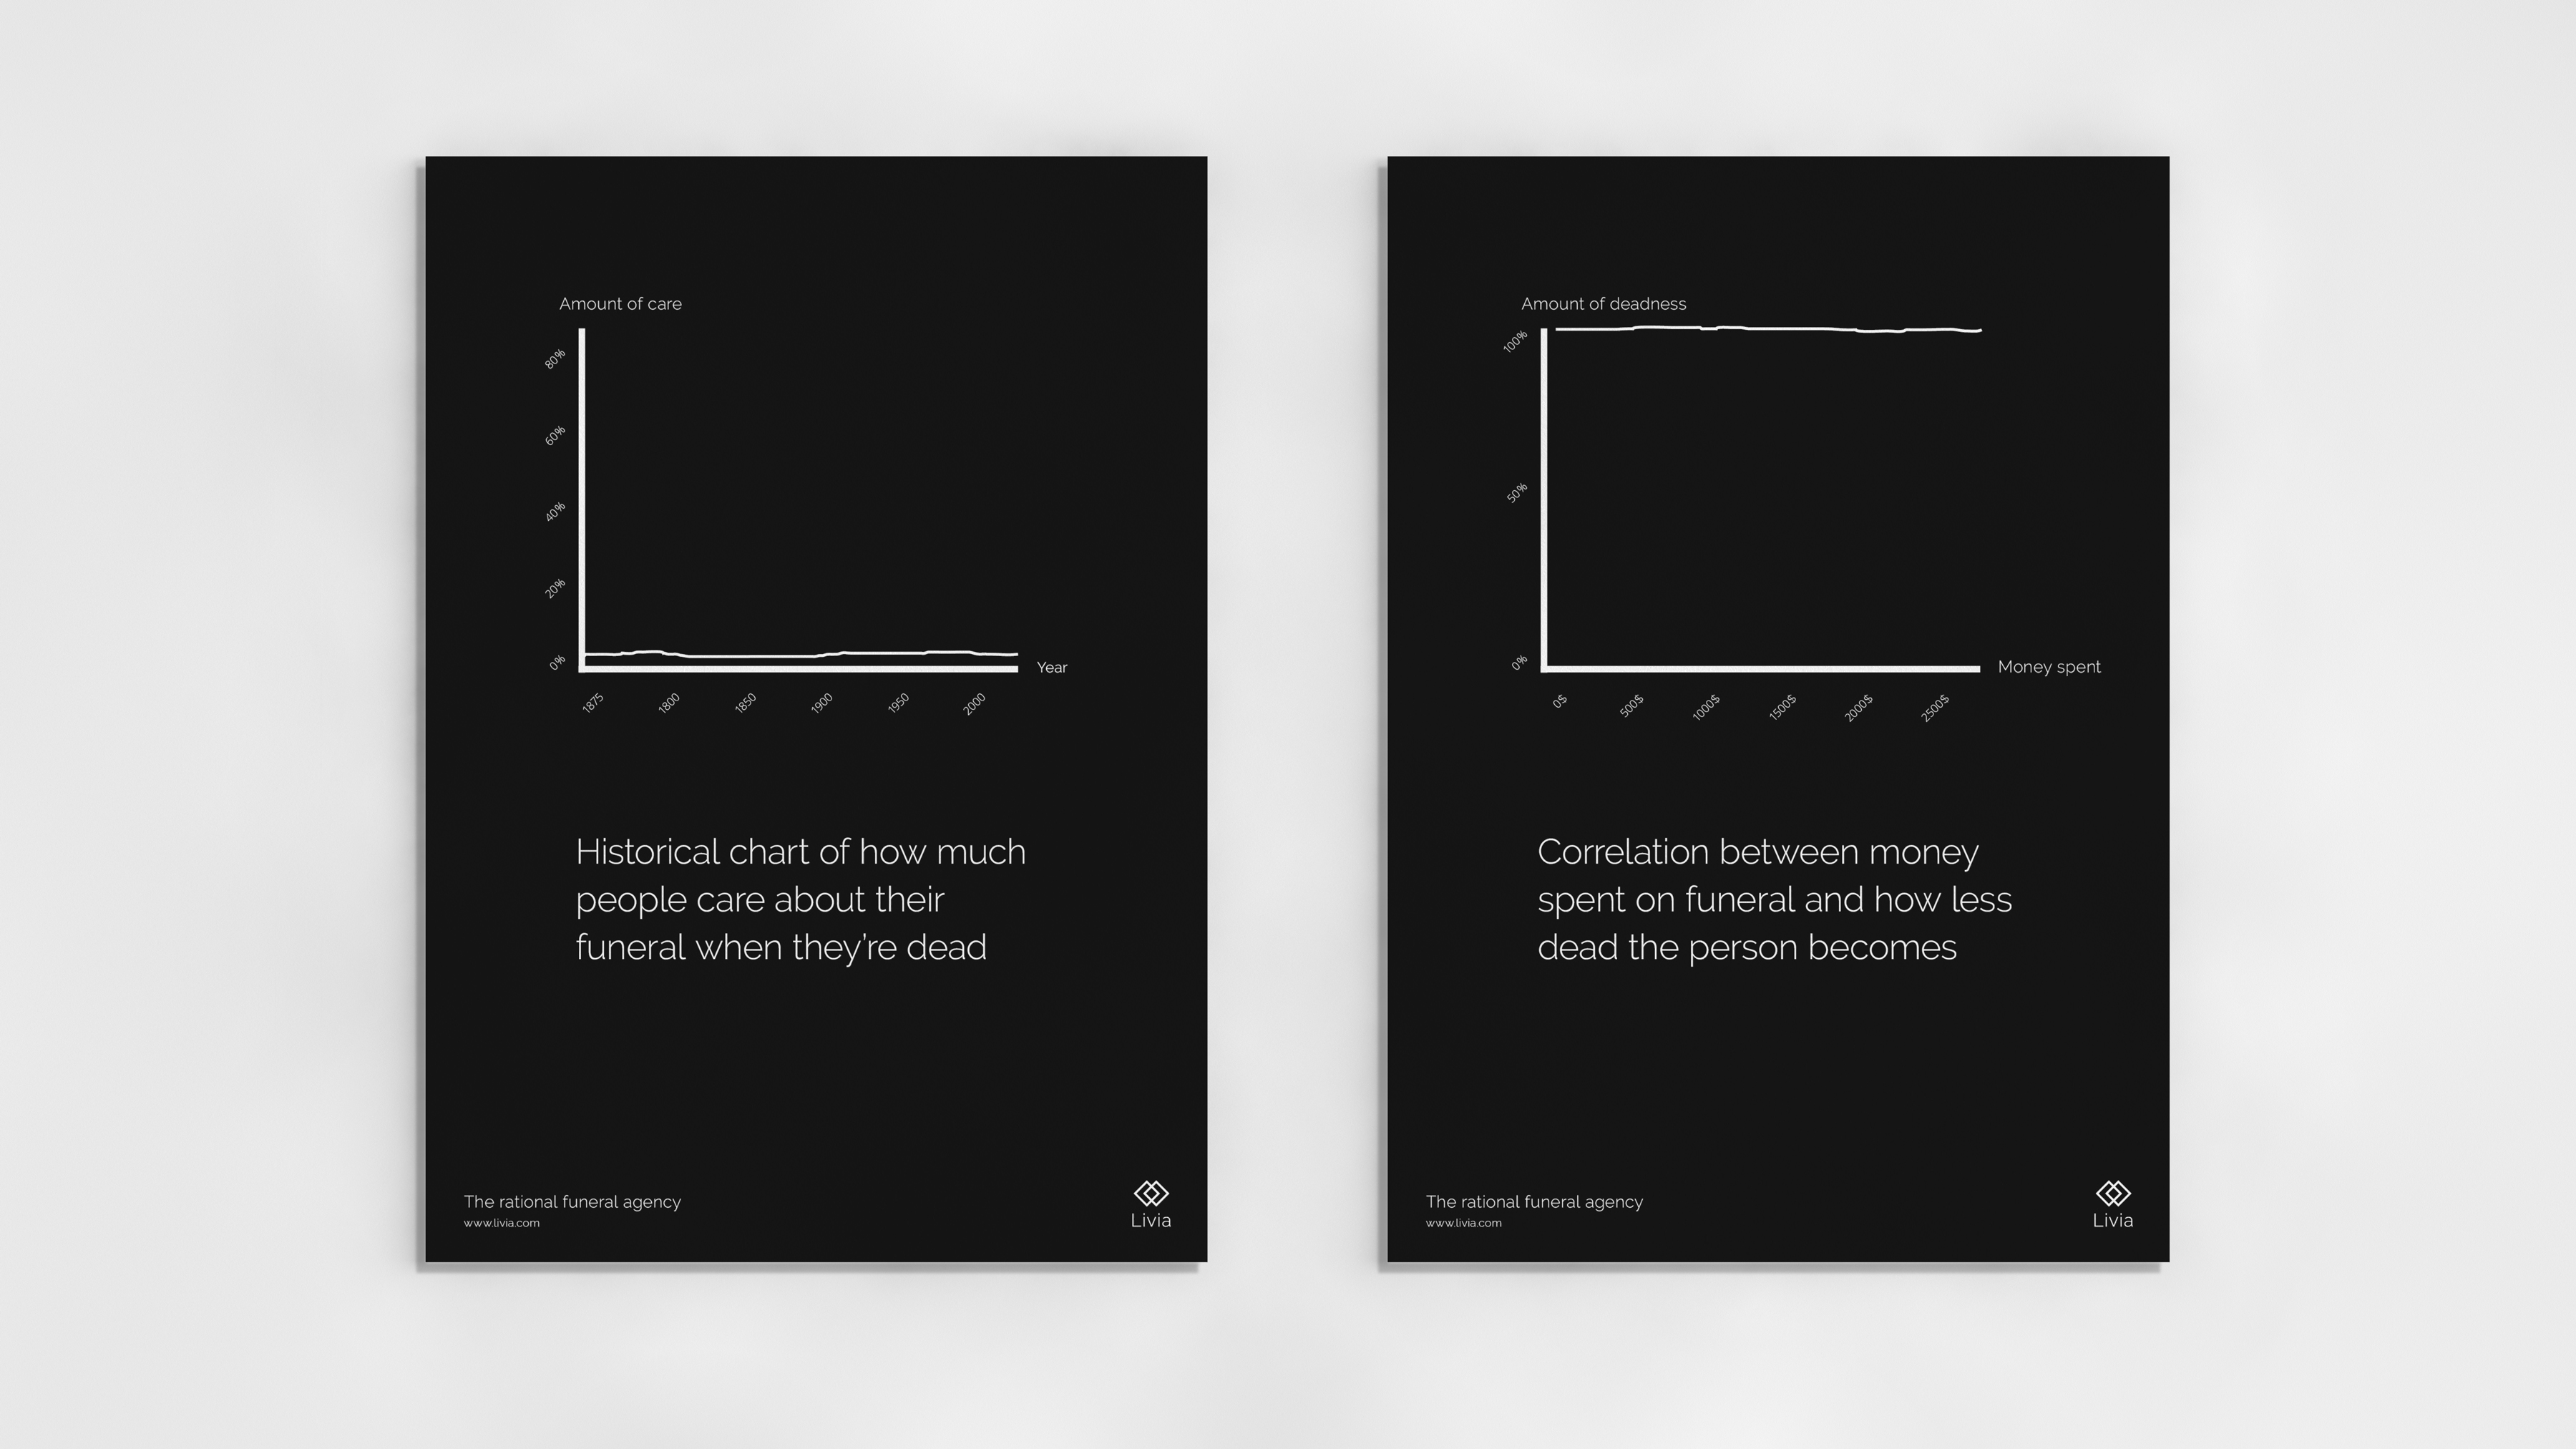 Amount of care
80%
60%
40%
20%
0%
Year
1875
1800
1850
1900
1950
2000
Historical chart of how much
people care about their
funeral when they're dead
The rational funeral agency
www.livia.com
Livia
Amount of deadness
100%
50%
0%
Money spent
0$
500$
1000$
1500$
2000$
2500$
Correlation between money
spent on funeral and how less
dead the person becomes
The rational funeral agency
www.livia.com
Livia